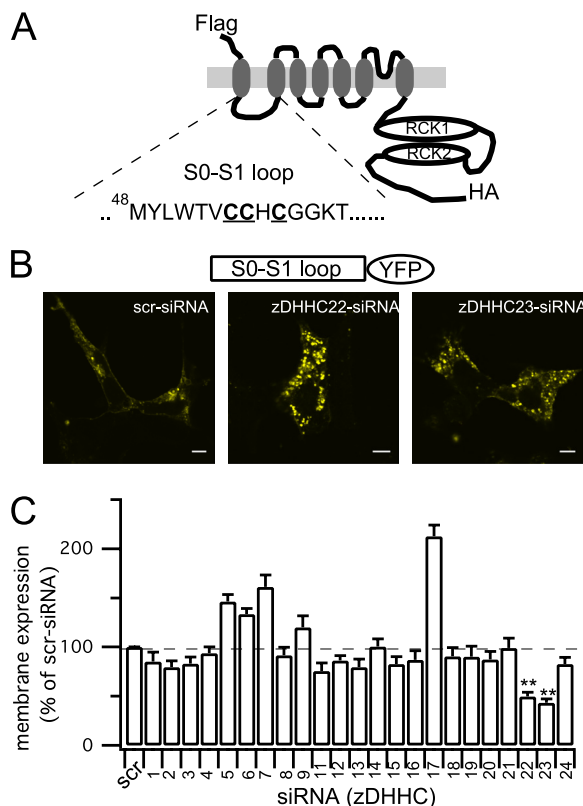 A
Flag
RCK1
RCK2
S0-S1 loop
HA
.. 48MYLWTVCCHCGGKT......
B
S0-S1 loop YFP
scr-siRNA zDHHC22-siRNA zDHHC23-siRNA
C
membrane expression
(% of scr-siRNA)
200
100
0
** **
scr 1 2 3 4 5 6 7 8 9 11 12 13 14 15 16 17 18 19 20 21 22 23 24
siRNA (zDHHC)